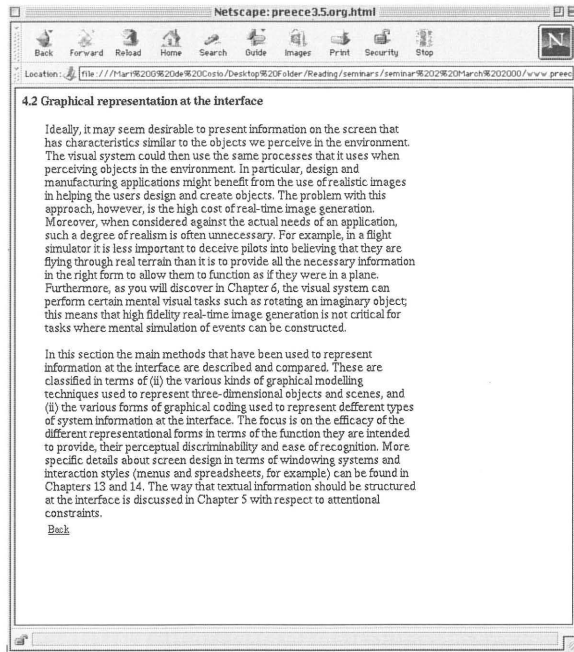 Netscape: preece3.5.org.html
Back Forward Reload Home Search Guide Images Print Security Stop
N
Location: file:///Mari%20G%20de%20Cosio/Desktop%20Folder/Reading/seminars/seminar%202%20March%202000/www preec
4.2 Graphical representation at the interface
Ideally, it may seem desirable to present information on the screen that
has characteristics similar to the objects we perceive in the environment.
The visual system could then use the same processes that it uses when
perceiving objects in the environment. In particular, design and
manufacturing applications might benefit from the use of realistic images
in helping the users design and create objects. The problem with this
approach, however, is the high cost of real-time image generation.
Moreover, when considered against the actual needs of an application,
such a degree of realism is often unnecessary. For example, in a flight
simulator it is less important to deceive pilots into believing that they are
flying through real terrain than it is to provide all the necessary information
in the right form to allow them to function as if they were in a plane.
Furthermore, as you will discover in Chapter 6, the visual system can
perform certain mental visual tasks such as rotating an imaginary object;
this means that high fidelity real-time image generation is not critical for
tasks where mental simulation of events can be constructed.
In this section the main methods that have been used to represent
information at the interface are described and compared. These are
classified in terms of (ii) the various kinds of graphical modelling
techniques used to represent three-dimensional objects and scenes, and
(ii) the various forms of graphical coding used to represent defferent types
of system information at the interface. The focus is on the efficacy of the
different representational forms in terms of the function they are intended
to provide, their perceptual discriminability and ease of recognition. More
specific details about screen design in terms of windowing systems and
interaction styles (menus and spreadsheets, for example) can be found in
Chapters 13 and 14. The way that textual information should be structured
at the interface is discussed in Chapter 5 with respect to attentional
constraints.
Back